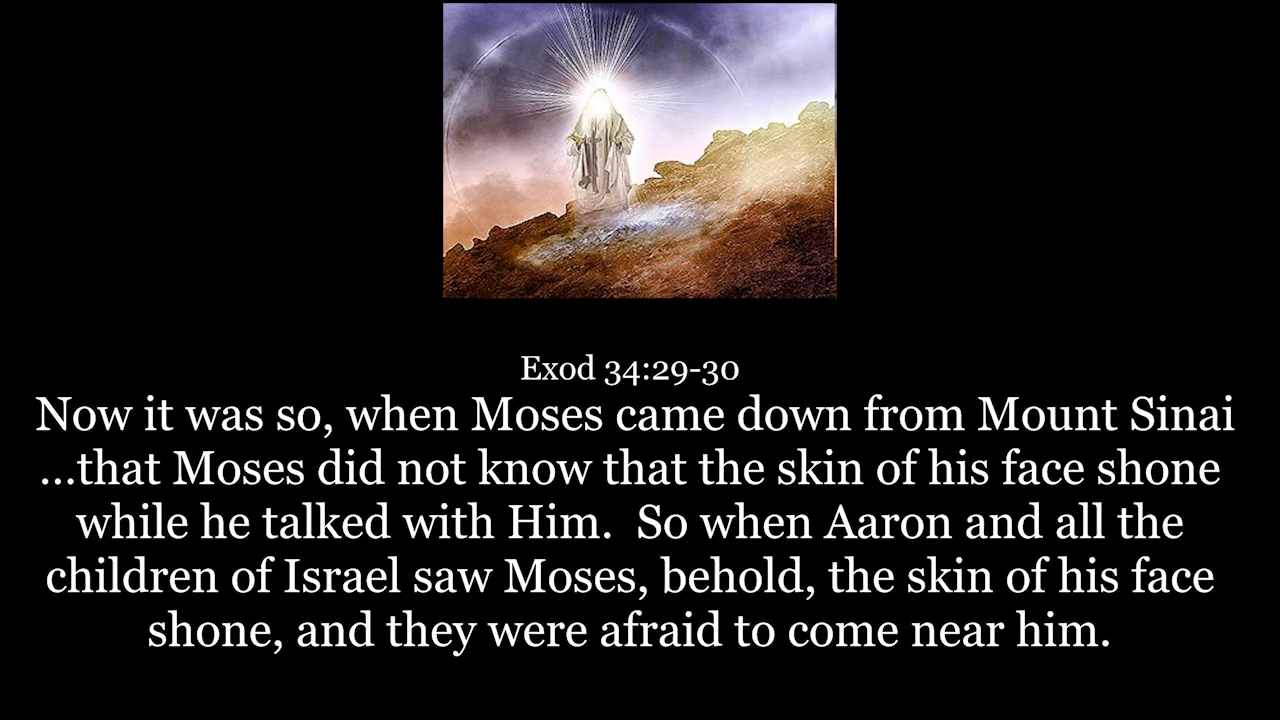 Exod 34:29-30
Now it was so, when Moses came down from Mount Sinai
...that Moses did not know that the skin of his face shone
while he talked with Him.  So when Aaron and all the
children of Israel saw Moses, behold, the skin of his face
shone, and they were afraid to come near him.